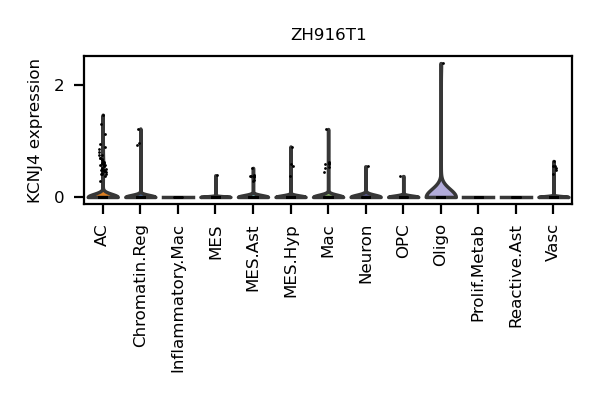 ZH916T1
KCNJ4 expression
2
0
AC
Chromatin.Reg
Inflammatory.Mac
MES
MES.Ast
MES.Hyp
Mac
Neuron
OPC
Oligo
Prolif.Metab
Reactive.Ast
Vasc